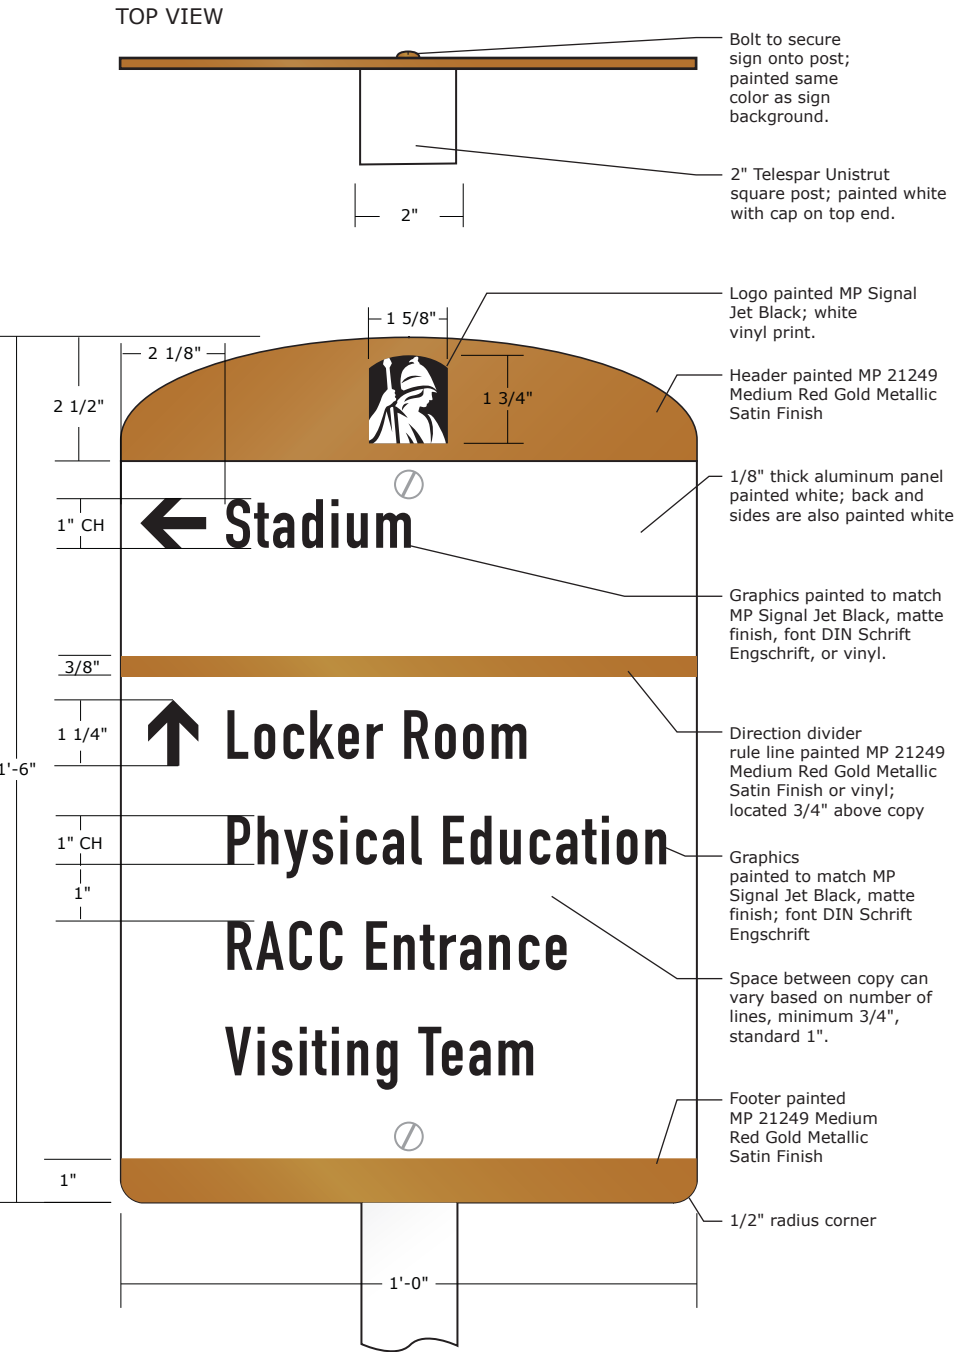 TOP VIEW
Bolt to secure
sign onto post;
painted same
color as sign
background.
2" Telespar Unistrut
square post; painted white
with cap on top end.
2"
Logo painted MP Signal
Jet Black; white
vinyl print.
1 5/8"
2 1/8"
2 1/2"
1 3/4"
Header painted MP 21249
Medium Red Gold Metallic
Satin Finish
1/8" thick aluminum panel
painted white; back and
sides are also painted white
1" CH
Stadium
Graphics painted to match
MP Signal Jet Black, matte
finish, font DIN Schrift
Engschrift, or vinyl.
3/8"
1 1/4"
Locker Room
Direction divider
rule line painted MP 21249
Medium Red Gold Metallic
Satin Finish or vinyl;
located 3/4" above copy
1'-6"
1" CH
Physical Education
Graphics
painted to match MP
Signal Jet Black, matte
finish; font DIN Schrift
Engschrift
1"
RACC Entrance
Space between copy can
vary based on number of
lines, minimum 3/4",
standard 1".
Visiting Team
Footer painted
MP 21249 Medium
Red Gold Metallic
Satin Finish
1"
1/2" radius corner
1'-0"